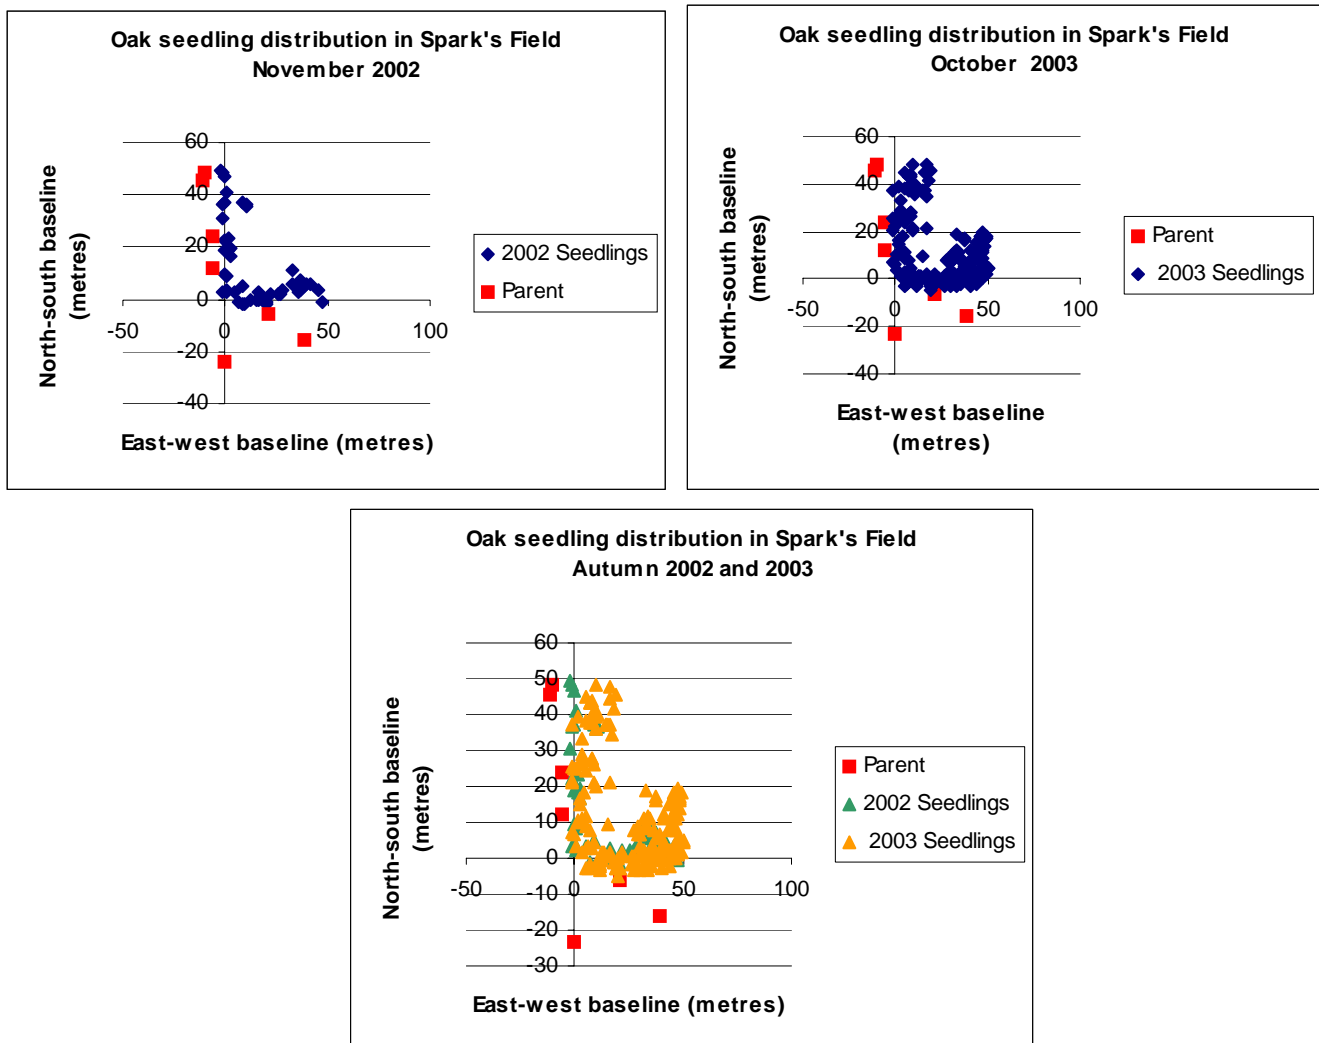 Oak seedling distribution in Spark's Field
November 2002
60
40
20
0
-20
-40
-50
0
50
100
North-south baseline
(metres)
East-west baseline (metres)
2002 Seedlings
Parent
Oak seedling distribution in Spark's Field
October 2003
60
40
20
0
-20
-40
-50
0
50
100
North-south baseline
(metres)
East-west baseline
(metres)
Parent
2003 Seedlings
Oak seedling distribution in Spark's Field
Autumn 2002 and 2003
60
50
40
30
20
10
0
-10
-20
-30
-50
0
50
100
North-south baseline
(metres)
East-west baseline (metres)
Parent
2002 Seedlings
2003 Seedlings